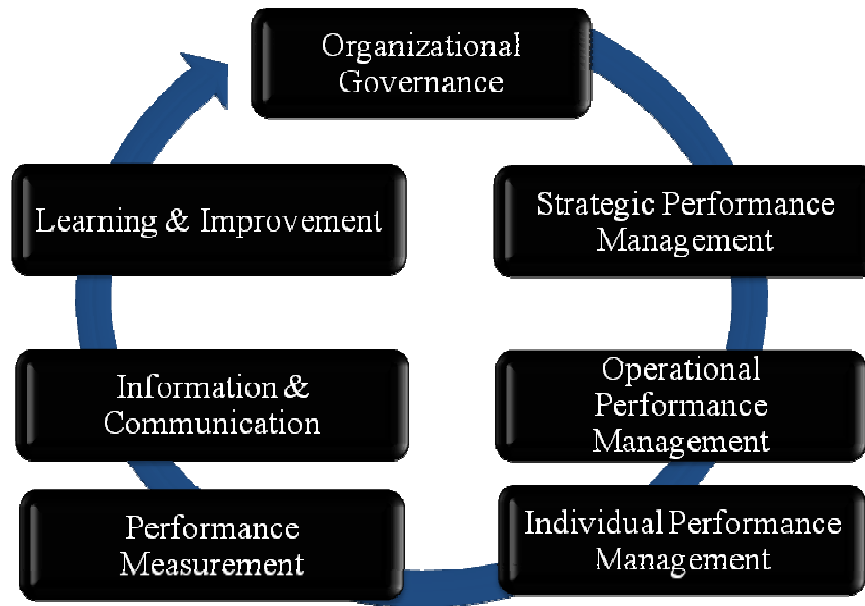 Organizational
Governance
Strategic Performance
Management
Operational
Performance
Management
Individual Performance
Management
Performance
Measurement
Information &
Communication
Learning & Improvement